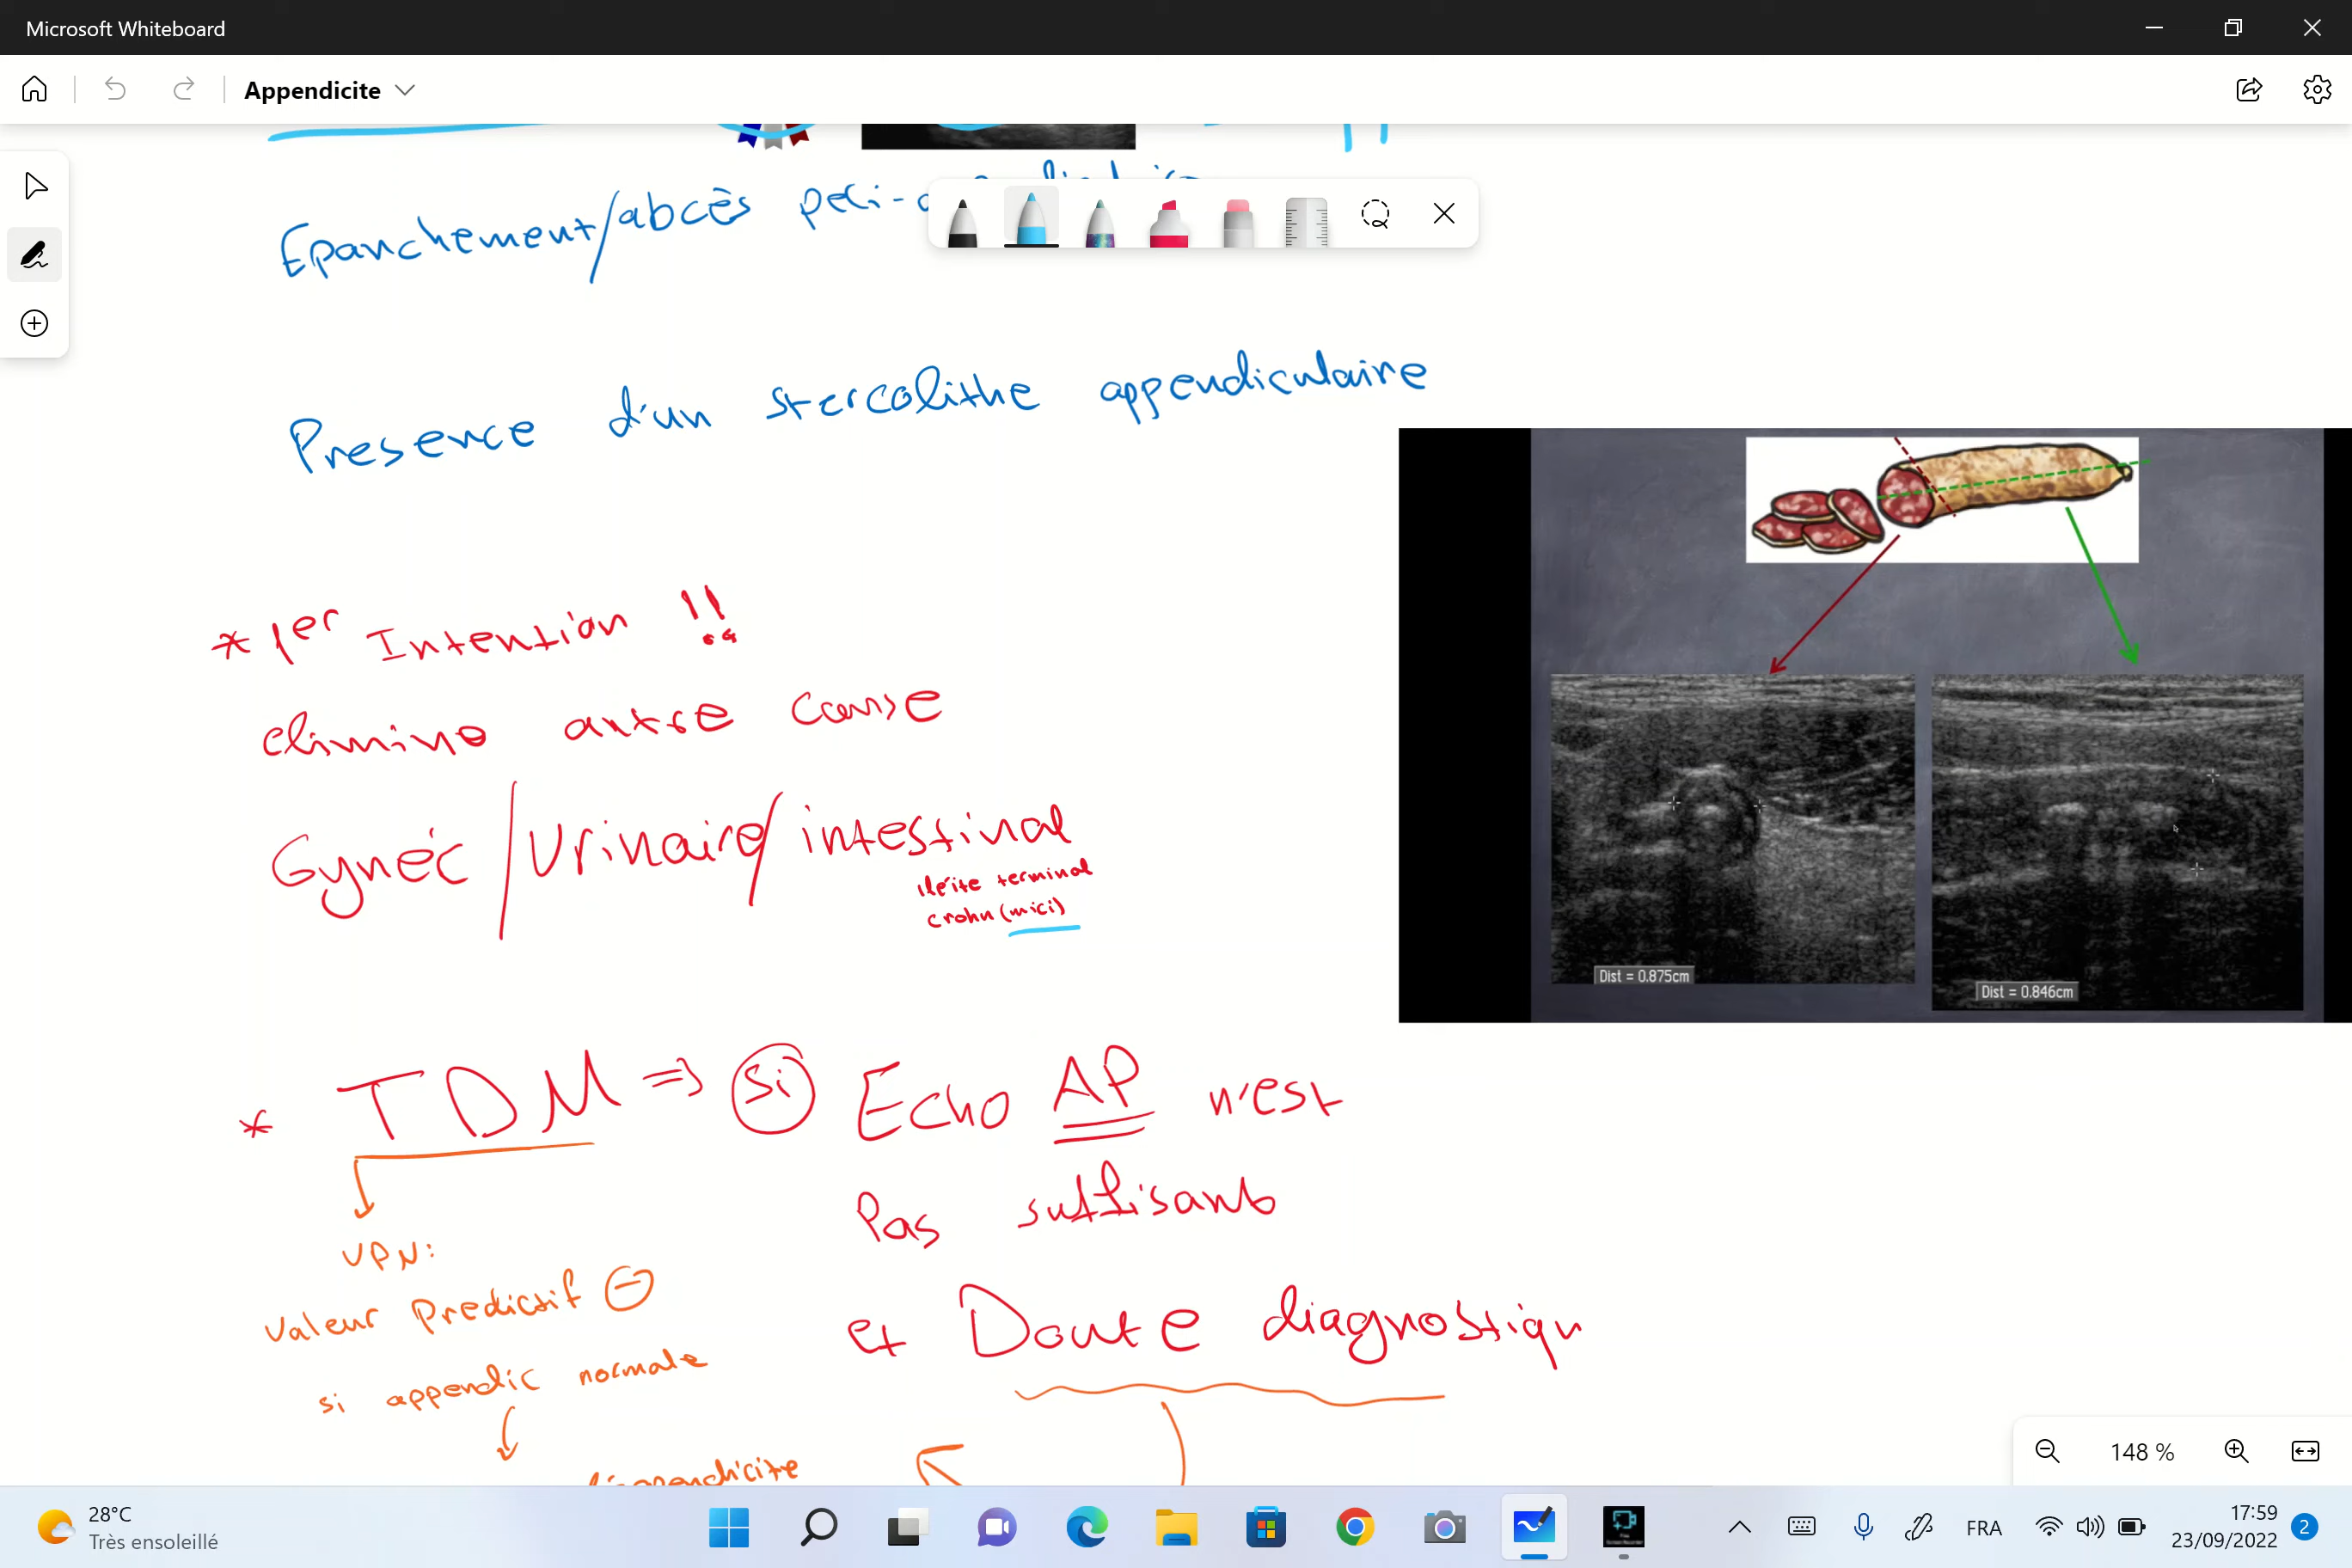 Microsoft Whiteboard
Appendicite
Epanchement/abcès
Presence d'un stercolithe appendiculaire
* 1er Intention !!
elimine autre cause
Gynéc / Urinaire / intestinal
iléite terminal
crohn (mici)
Dist = 0.875cm
Dist = 0.846cm
* TDM ⇒ Si Echo AP n'est
Pas suffisant
et Doute diagnostiqu
VPN:
Valeur Predictif ⊖
si appendic normale
148 %
28°C
Très ensoleillé
FRA
17:59
23/09/2022
2